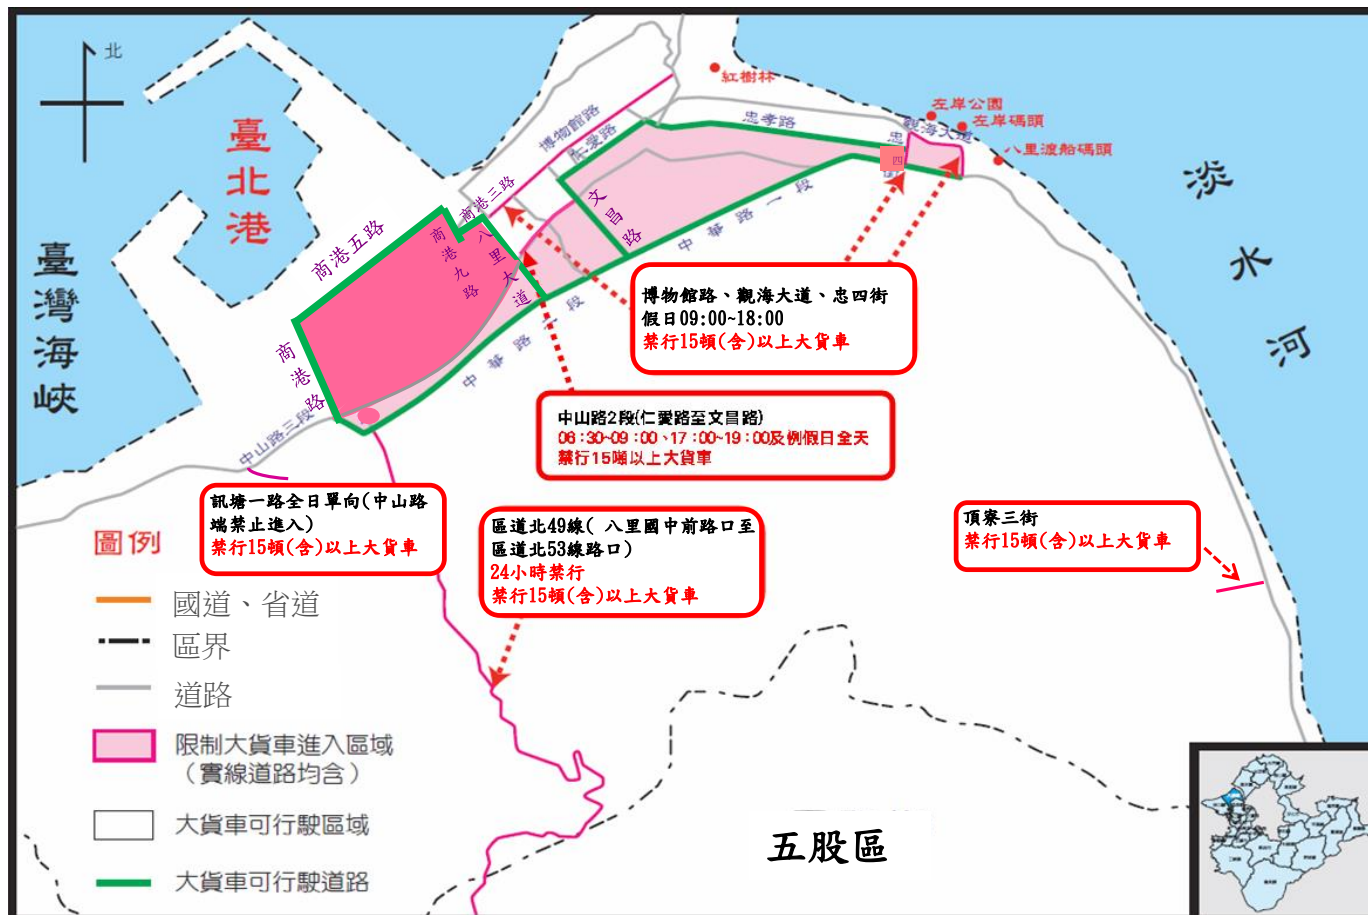 北
紅樹林
左岸公園
左岸碼頭
觀海大道
八里渡船碼頭
博物館路
仁愛路
忠孝路
四
臺北港
淡水河
臺灣海峽
商港五路
商港三路
商港九路
八里大道
文昌路
中華路一段
中華路一段
商港路
中山路三段
博物館路、觀海大道、忠四街
假日09:00~18:00
禁行15頓(含)以上大貨車
中山路2段(仁愛路至文昌路)
06:30~09:00、17:00~19:00及例假日全天
禁行15噸以上大貨車
訊塘一路全日單向(中山路
端禁止進入)
禁行15頓(含)以上大貨車
區道北49線( 八里國中前路口至
區道北53線路口)
24小時禁行
禁行15頓(含)以上大貨車
頂寮三街
禁行15頓(含)以上大貨車
圖例
國道、省道
區界
道路
限制大貨車進入區域
（實線道路均含）
大貨車可行駛區域
大貨車可行駛道路
五股區